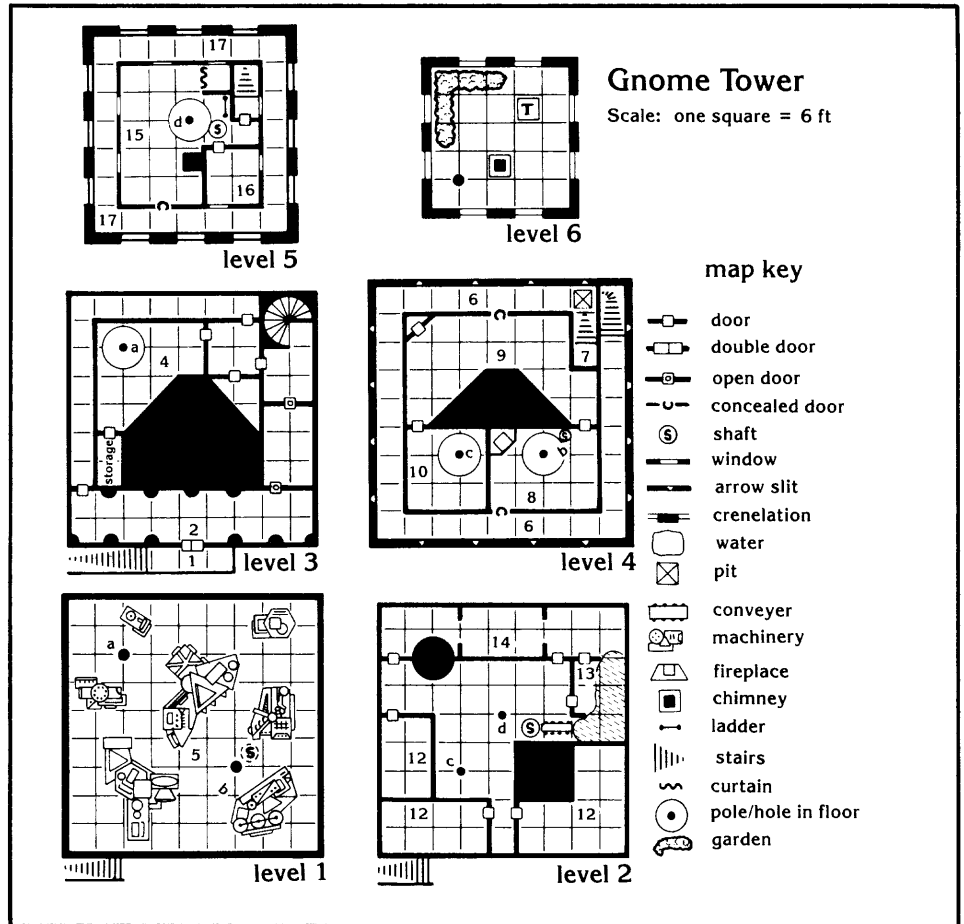 Gnome Tower
Scale: one square = 6 ft
17
d
S
15
16
17
level 5
T
level 6
a
4
storage
2
1
level 3
6
7
9
10
c
S
b
8
6
level 4
a
5
S
b
level 1
14
13
d
S
12
c
12
12
level 2
map key
door
double door
open door
concealed door
S
shaft
window
arrow slit
crenelation
water
pit
conveyer
machinery
fireplace
chimney
ladder
stairs
curtain
pole/hole in floor
garden